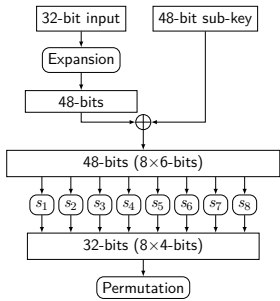 32-bit input 48-bit sub-key
Expansion
48-bits
48-bits (8×6-bits)
s₁ s₂ s₃ s₄ s₅ s₆ s₇ s₈
32-bits (8×4-bits)
Permutation